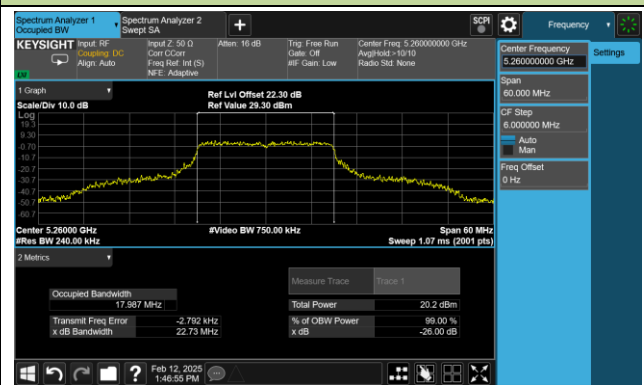 Spectrum Analyzer 1
Occupied BW
Spectrum Analyzer 2
Swept SA
SCPI
Frequency
KEYSIGHT
Input: RF
Coupling: DC
Align: Auto
Input Z: 50 Ω
Corr CCorr
Freq Ref: Int (S)
NFE: Adaptive
Atten: 16 dB
Trig: Free Run
Gate: Off
#IF Gain: Low
Center Freq: 5.260000000 GHz
Avg|Hold:>10/10
Radio Std: None
Center Frequency
5.260000000 GHz
Settings
Span
60.000 MHz
CF Step
6.000000 MHz
Auto
Man
Freq Offset
0 Hz
1 Graph
Scale/Div 10.0 dB
Ref Lvl Offset 22.30 dB
Ref Value 29.30 dBm
Log
19.3
9.30
-0.70
-10.7
-20.7
-30.7
-40.7
-50.7
-60.7
Center 5.26000 GHz
#Res BW 240.00 kHz
#Video BW 750.00 kHz
Span 60 MHz
Sweep 1.07 ms (2001 pts)
2 Metrics
Measure Trace
Trace 1
Occupied Bandwidth
17.987 MHz
Total Power
20.2 dBm
Transmit Freq Error
-2.792 kHz
% of OBW Power
99.00 %
x dB Bandwidth
22.73 MHz
x dB
-26.00 dB
Feb 12, 2025
1:46:55 PM